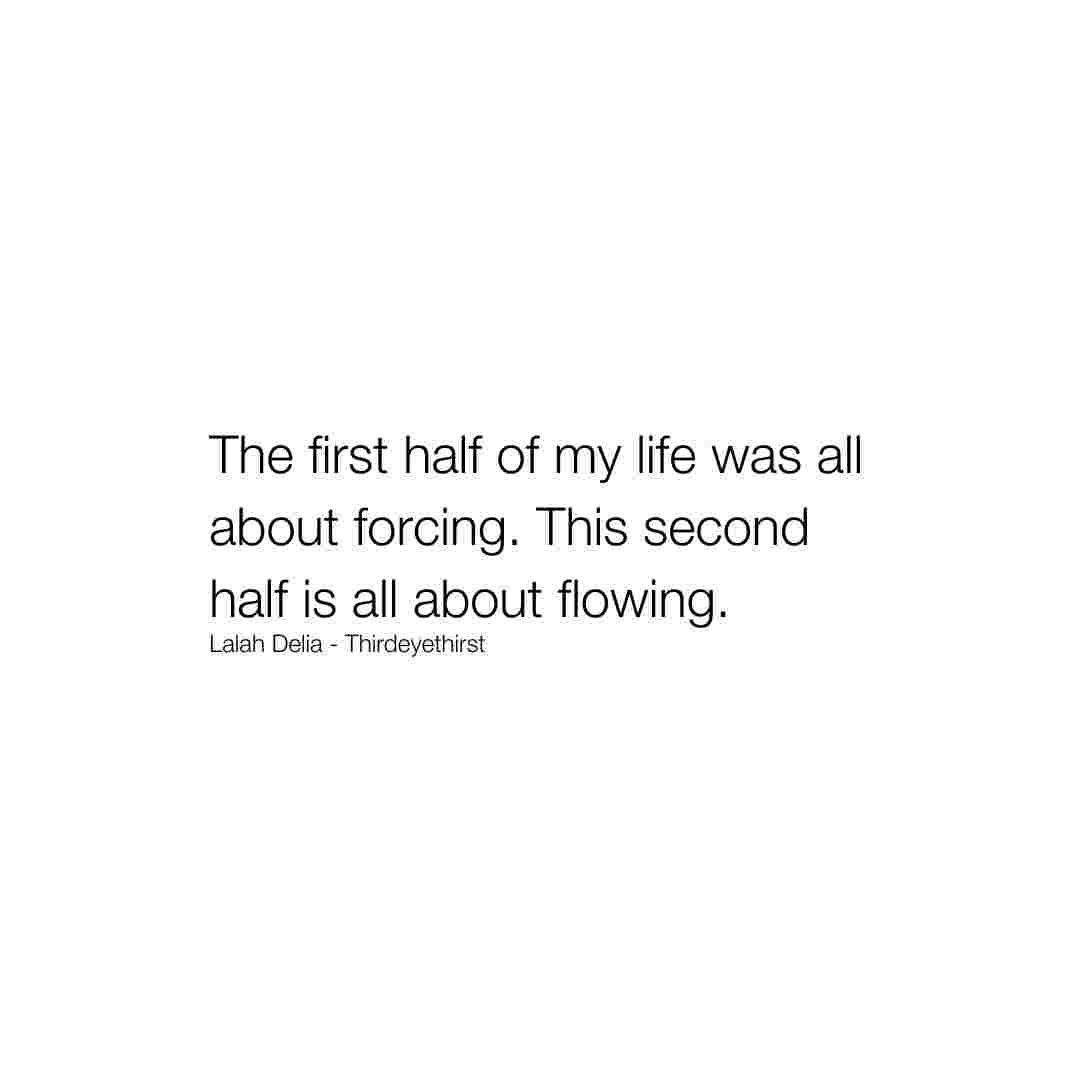 The first half of my life was all
about forcing. This second
half is all about flowing.
Lalah Delia - Thirdeyethirst